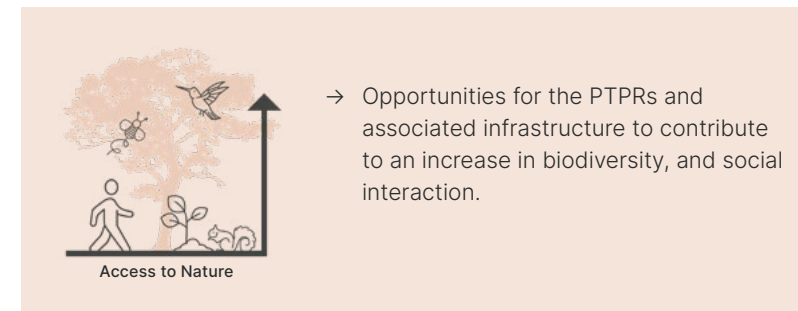 → Opportunities for the PTPRs and
associated infrastructure to contribute
to an increase in biodiversity, and social
interaction.
Access to Nature